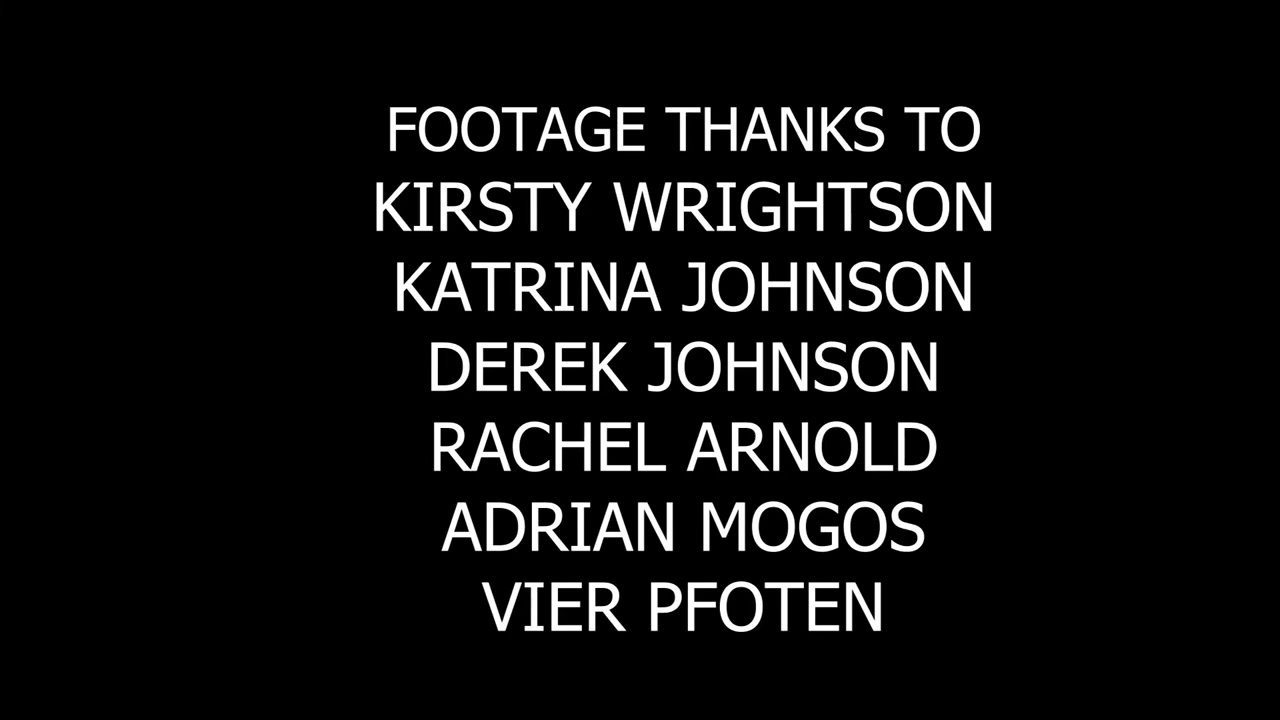 FOOTAGE THANKS TO
KIRSTY WRIGHTSON
KATRINA JOHNSON
DEREK JOHNSON
RACHEL ARNOLD
ADRIAN MOGOS
VIER PFOTEN